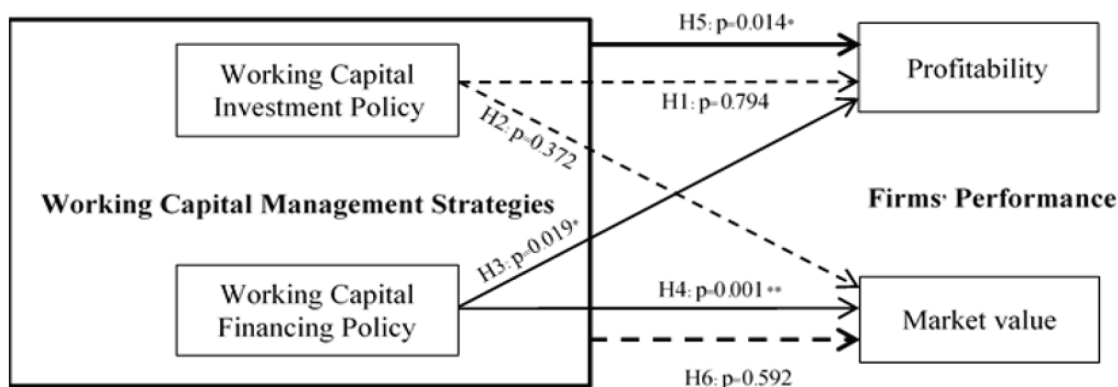 H5: p=0.014*
Working Capital
Investment Policy
Profitability
H1: p=0.794
H2: p=0.372
Working Capital Management Strategies
Firms' Performance
H3: p=0.019*
Working Capital
Financing Policy
H4: p=0.001**
Market value
H6: p=0.592